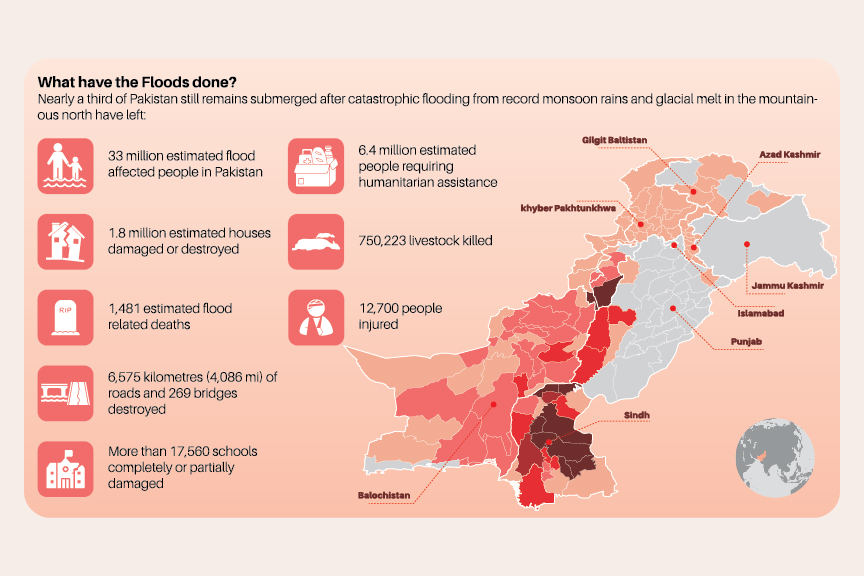 What have the Floods done?
Nearly a third of Pakistan still remains submerged after catastrophic flooding from record monsoon rains and glacial melt in the mountain-
ous north have left:
33 million estimated flood
affected people in Pakistan
6.4 million estimated
people requiring
humanitarian assistance
1.8 million estimated houses
damaged or destroyed
750,223 livestock killed
RIP
1,481 estimated flood
related deaths
12,700 people
injured
6,575 kilometres (4,086 mi) of
roads and 269 bridges
destroyed
More than 17,560 schools
completely or partially
damaged
Gilgit Baltistan
Azad Kashmir
khyber Pakhtunkhwa
Jammu Kashmir
Islamabad
Punjab
Sindh
Balochistan